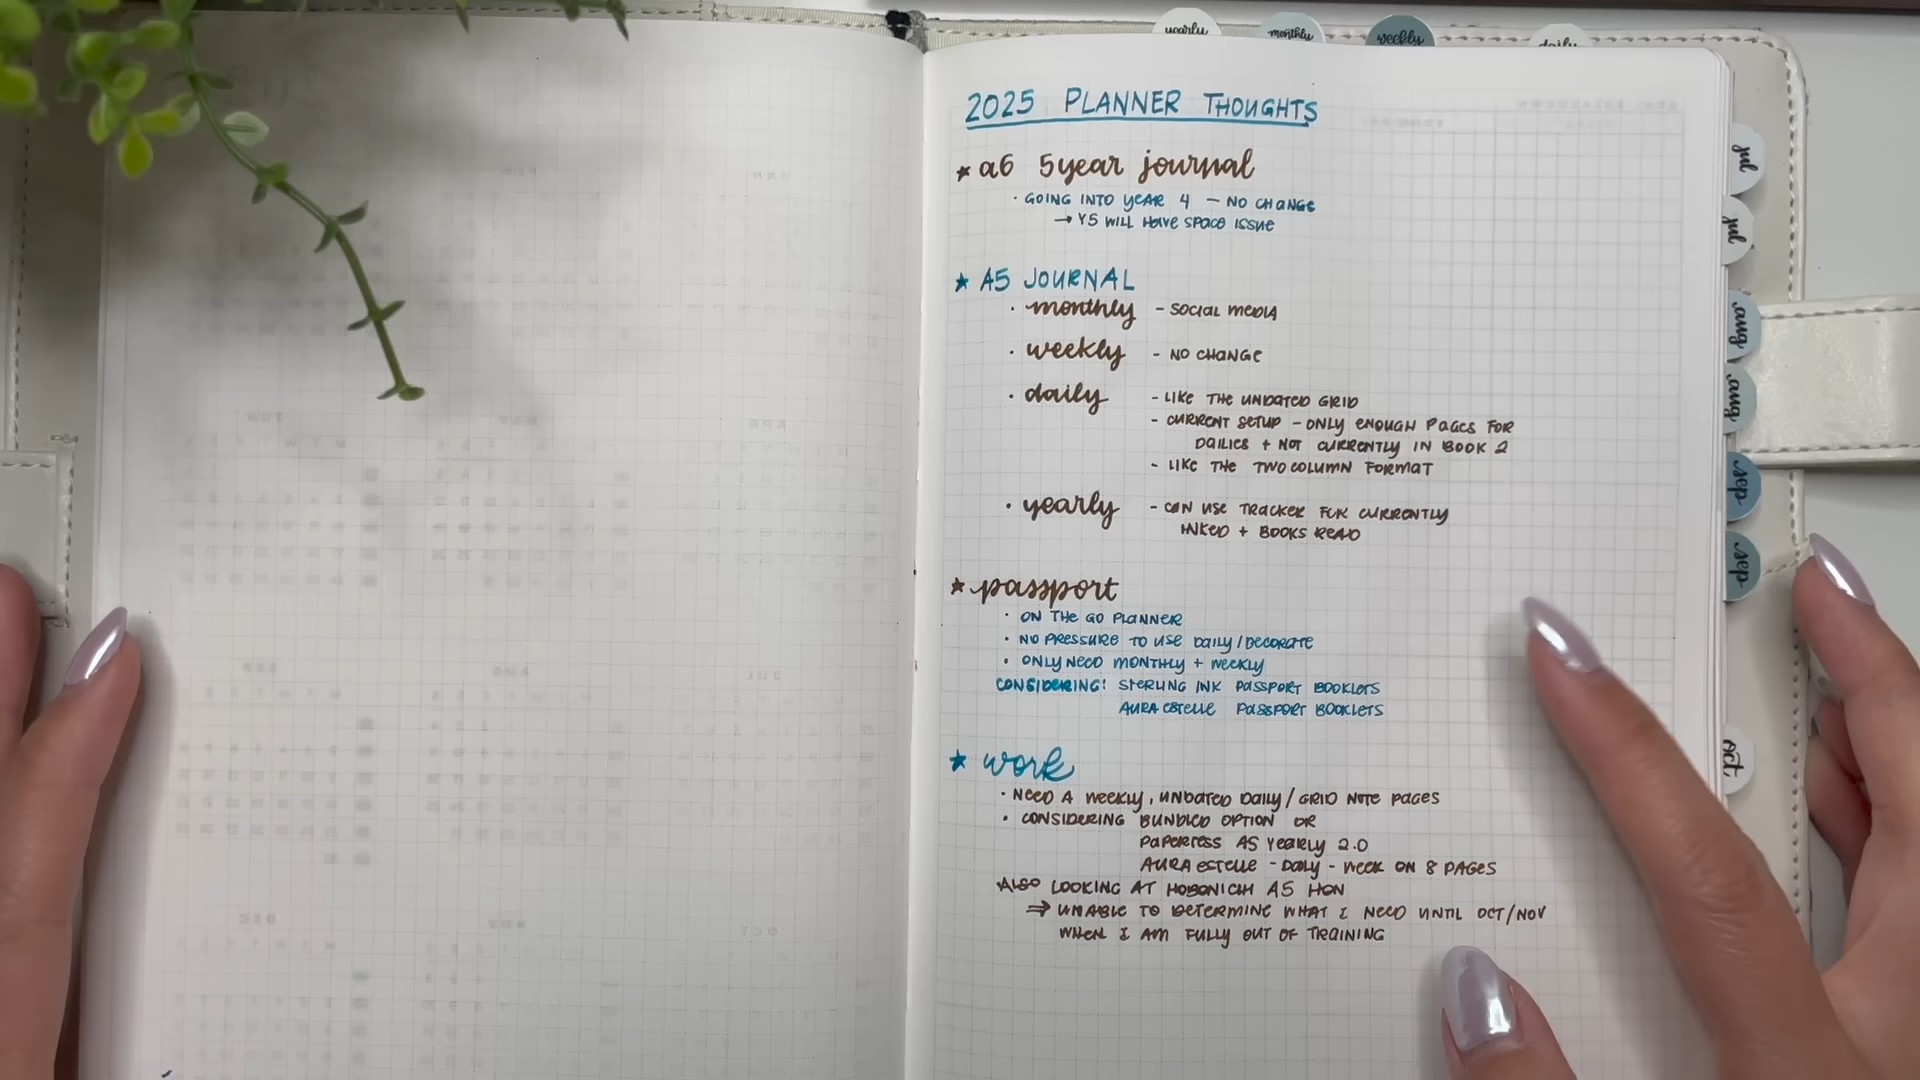 yearly
monthly
weekly
daily
2025 PLANNER THOUGHTS
★ a6 5 year journal
· GOING INTO YEAR 4 – NO CHANGE
→ Y5 WILL HAVE SPACE ISSUE
★ A5 JOURNAL
· monthly – SOCIAL MEDIA
· weekly – NO CHANGE
· daily – LIKE THE UNDATED GRID
– CURRENT SETUP – ONLY ENOUGH PAGES FOR
DAILIES + NOT CURRENTLY IN BOOK 2
– LIKE THE TWO COLUMN FORMAT
· yearly – CAN USE TRACKER FOR CURRENTLY
INKED + BOOKS READ
★ passport
· ON THE GO PLANNER
· NO PRESSURE TO USE DAILY/DECORATE
· ONLY NEED MONTHLY + WEEKLY
CONSIDERING: STERLING INK PASSPORT BOOKLETS
AURA ESTELLE PASSPORT BOOKLETS
★ work
· NEED A WEEKLY, UNDATED DAILY/GRID NOTE PAGES
· CONSIDERING BUNDLED OPTION OR
PAPERTESS A5 YEARLY 2.0
AURA ESTELLE – DAILY – WEEK ON 8 PAGES
ALSO LOOKING AT HOBONICHI A5 HON
⇒ UNABLE TO DETERMINE WHAT I NEED UNTIL OCT/NOV
WHEN I AM FULLY OUT OF TRAINING
jul
jul
aug
aug
sep
sep
oct